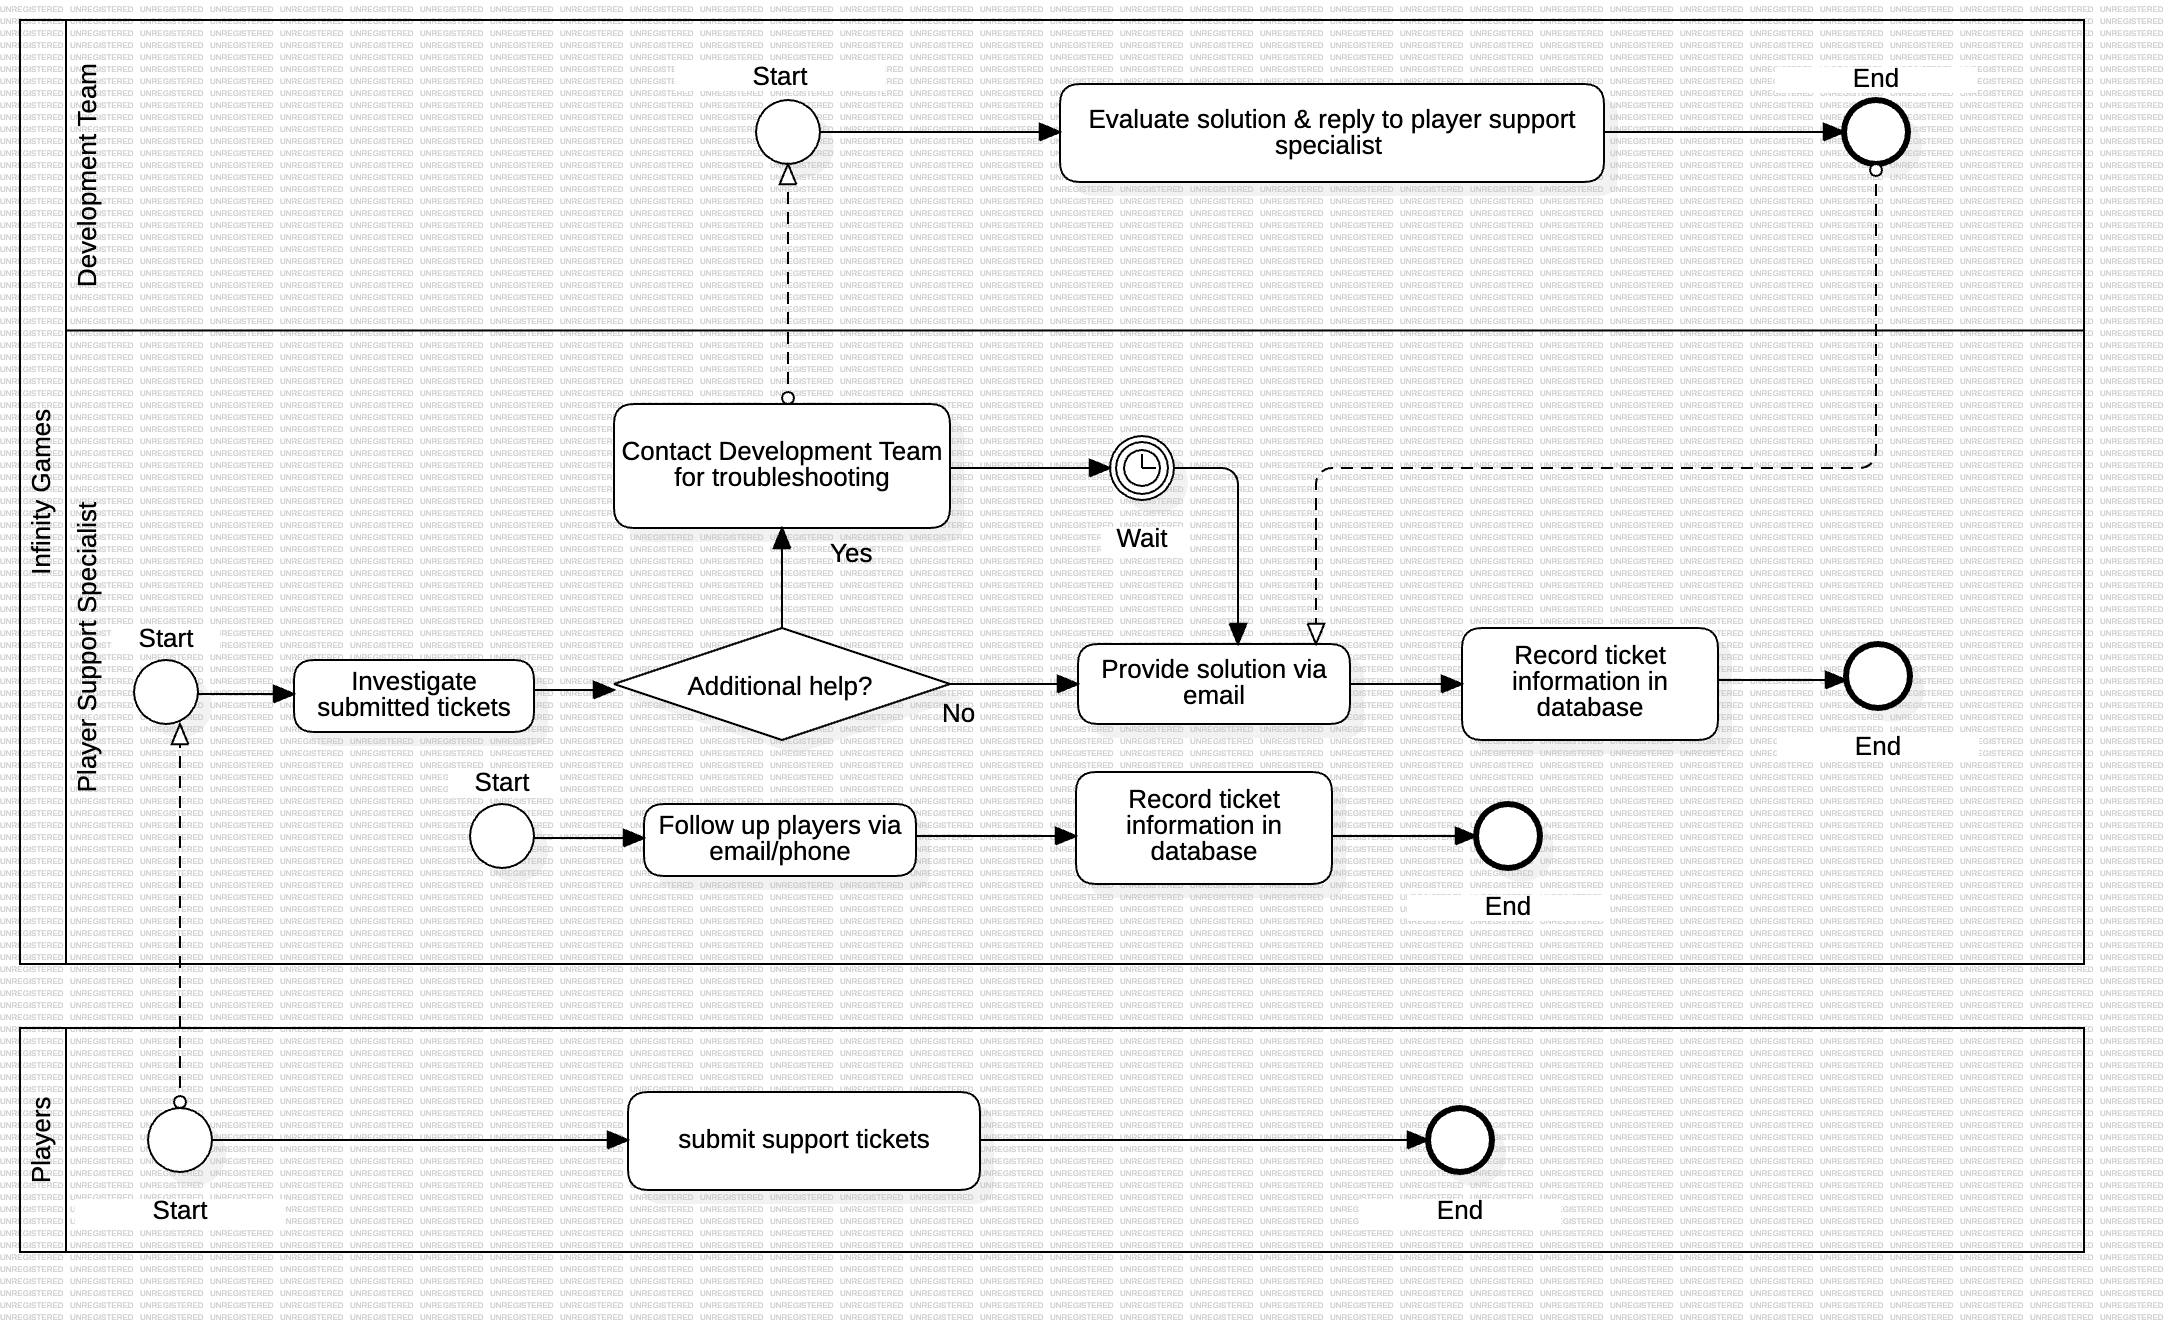 Infinity Games
Development Team
Start
Evaluate solution & reply to player support
specialist
End
Player Support Specialist
Contact Development Team
for troubleshooting
Wait
Yes
Start
Investigate
submitted tickets
Additional help?
No
Provide solution via
email
Record ticket
information in
database
End
Start
Follow up players via
email/phone
Record ticket
information in
database
End
Players
Start
submit support tickets
End
UNREGISTERED